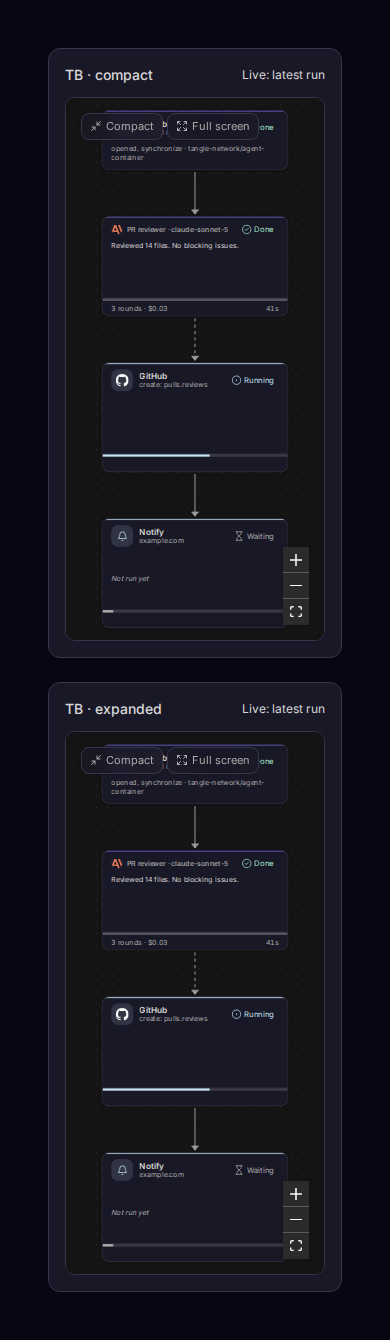 TB · compact
Live: latest run
Compact
Full screen
opened, synchronize · tangle-network/agent-
container
PR reviewer · claude-sonnet-5
Done
Reviewed 14 files. No blocking issues.
3 rounds · $0.03
41s
GitHub
create: pulls.reviews
Running
Notify
example.com
Waiting
Not run yet
TB · expanded
Live: latest run
Compact
Full screen
opened, synchronize · tangle-network/agent-
container
PR reviewer · claude-sonnet-5
Done
Reviewed 14 files. No blocking issues.
3 rounds · $0.03
41s
GitHub
create: pulls.reviews
Running
Notify
example.com
Waiting
Not run yet